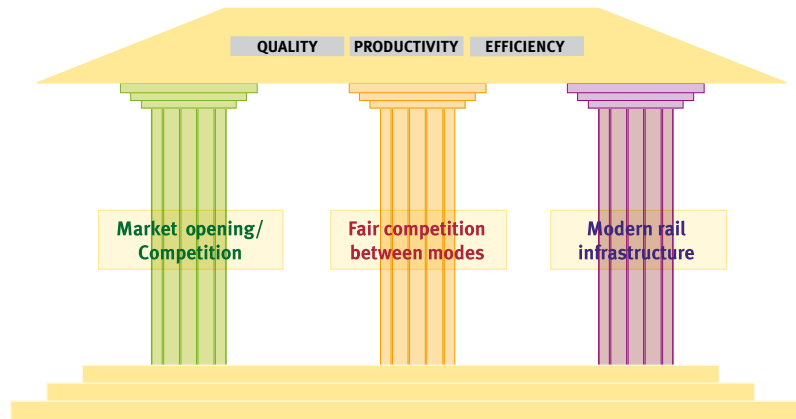 QUALITY PRODUCTIVITY EFFICIENCY
Market opening/
Competition
Fair competition
between modes
Modern rail
infrastructure